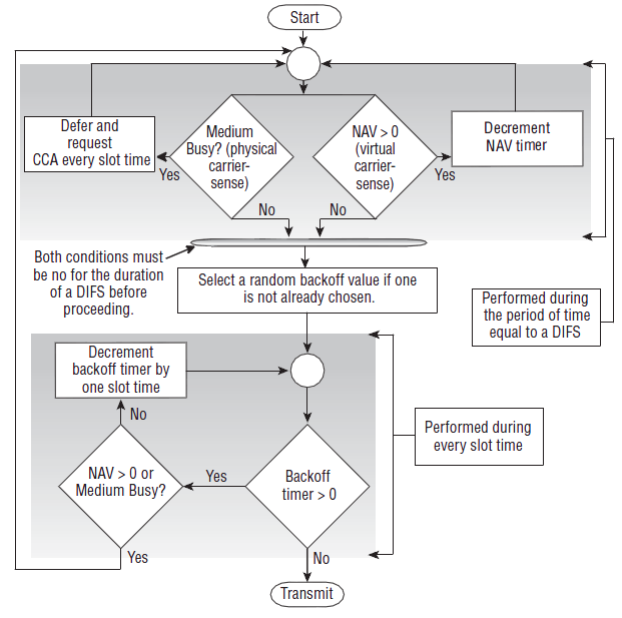 Start
Defer and
request
CCA every slot time
Yes
Medium
Busy? (physical
carrier-
sense)
No
NAV > 0
(virtual
carrier-
sense)
No
Yes
Decrement
NAV timer
Both conditions must
be no for the duration
of a DIFS before
proceeding.
Select a random backoff value if one
is not already chosen.
Performed during
the period of time
equal to a DIFS
Decrement
backoff timer by
one slot time
No
NAV > 0 or
Medium Busy?
Yes
Yes
Backoff
timer > 0
No
Performed during
every slot time
Transmit